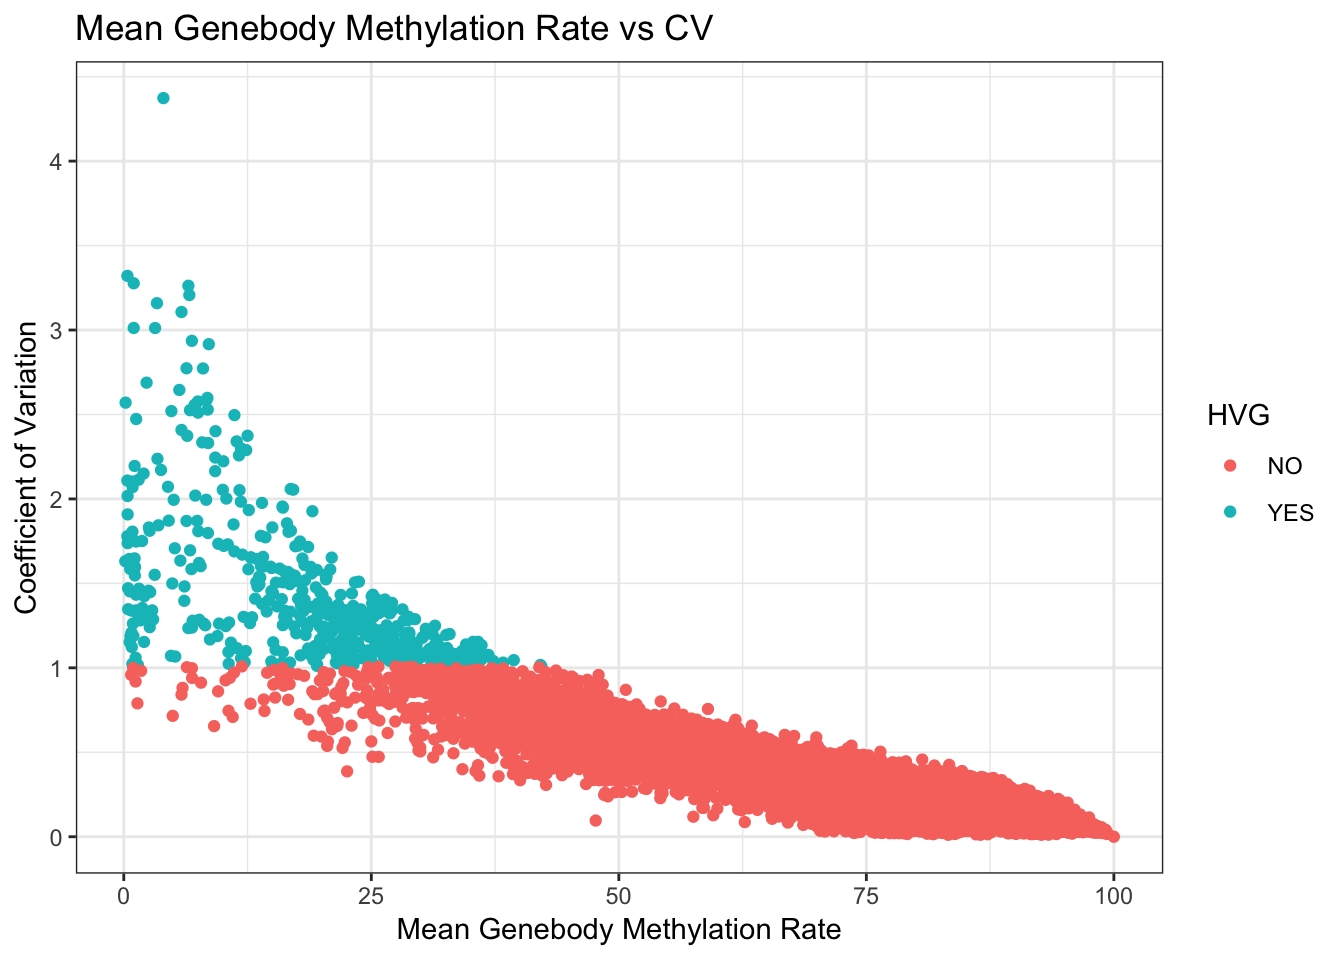 Mean Genebody Methylation Rate vs CV
Coefficient of Variation
4
3
2
1
0
0 25 50 75 100
Mean Genebody Methylation Rate
HVG
NO
YES